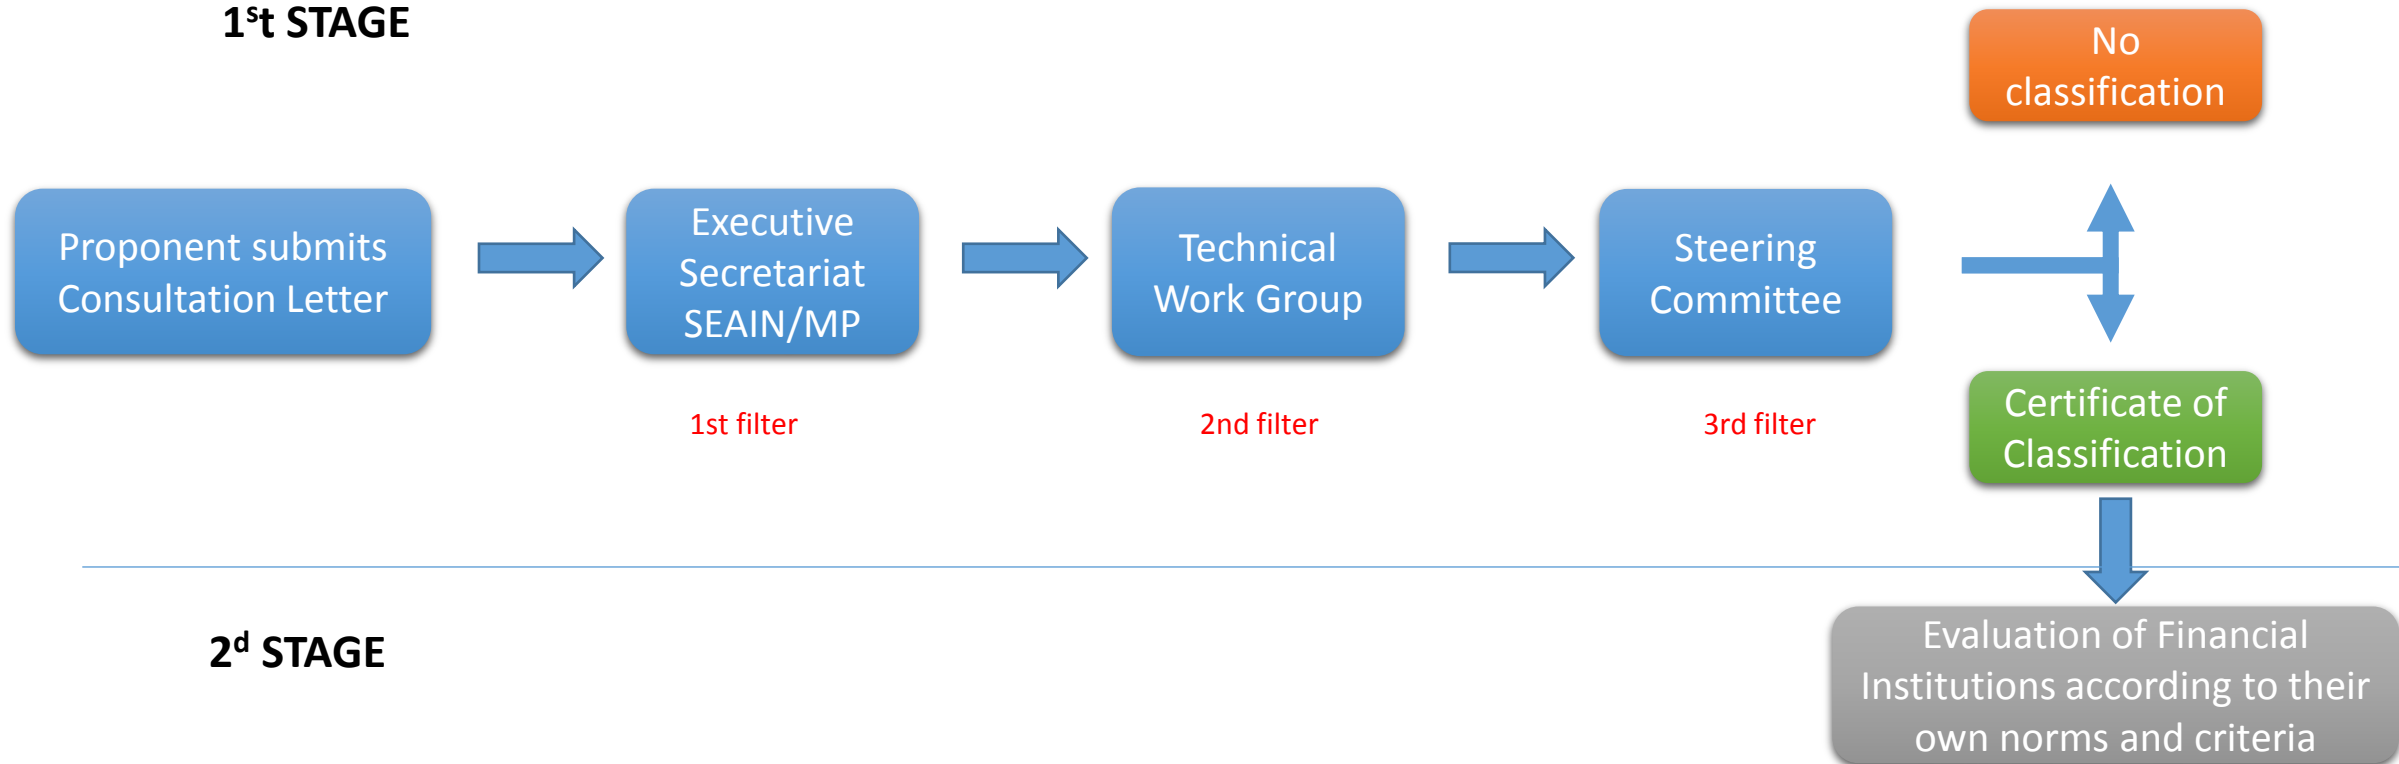 1st STAGE
No
classification
Proponent submits
Consultation Letter
Executive
Secretariat
SEAIN/MP
Technical
Work Group
Steering
Committee
1st filter
2nd filter
3rd filter
Certificate of
Classification
2d STAGE
Evaluation of Financial
Institutions according to their
own norms and criteria